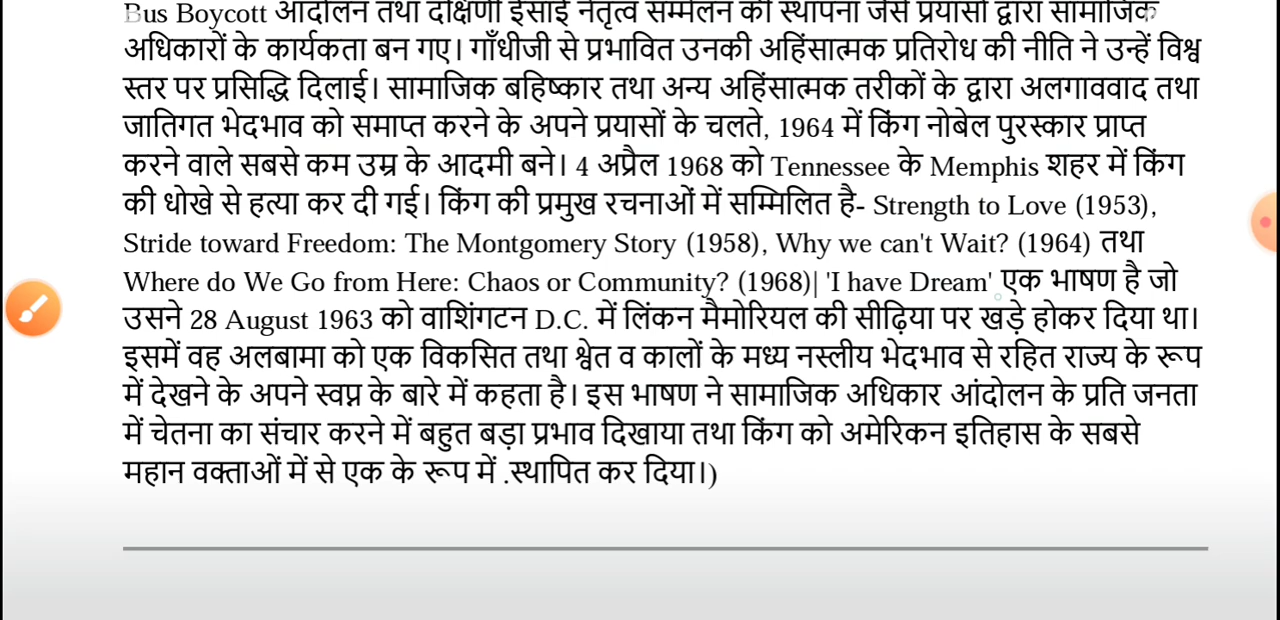 Bus Boycott आंदोलन तथा दक्षिणी ईसाई नेतृत्व सम्मेलन की स्थापना जैसे प्रयासों द्वारा सामाजिक
अधिकारों के कार्यकता बन गए। गाँधीजी से प्रभावित उनकी अहिंसात्मक प्रतिरोध की नीति ने उन्हें विश्व
स्तर पर प्रसिद्धि दिलाई। सामाजिक बहिष्कार तथा अन्य अहिंसात्मक तरीकों के द्वारा अलगाववाद तथा
जातिगत भेदभाव को समाप्त करने के अपने प्रयासों के चलते, 1964 में किंग नोबेल पुरस्कार प्राप्त
करने वाले सबसे कम उम्र के आदमी बने। 4 अप्रैल 1968 को Tennessee के Memphis शहर में किंग
की धोखे से हत्या कर दी गई। किंग की प्रमुख रचनाओं में सम्मिलित है- Strength to Love (1953),
Stride toward Freedom: The Montgomery Story (1958), Why we can't Wait? (1964) तथा
Where do We Go from Here: Chaos or Community? (1968)| 'I have Dream' एक भाषण है जो
उसने 28 August 1963 को वाशिंगटन D.C. में लिंकन मैमोरियल की सीढ़िया पर खड़े होकर दिया था।
इसमें वह अलबामा को एक विकसित तथा श्वेत व कालों के मध्य नस्लीय भेदभाव से रहित राज्य के रूप
में देखने के अपने स्वप्न के बारे में कहता है। इस भाषण ने सामाजिक अधिकार आंदोलन के प्रति जनता
में चेतना का संचार करने में बहुत बड़ा प्रभाव दिखाया तथा किंग को अमेरिकन इतिहास के सबसे
महान वक्ताओं में से एक के रूप में .स्थापित कर दिया।)